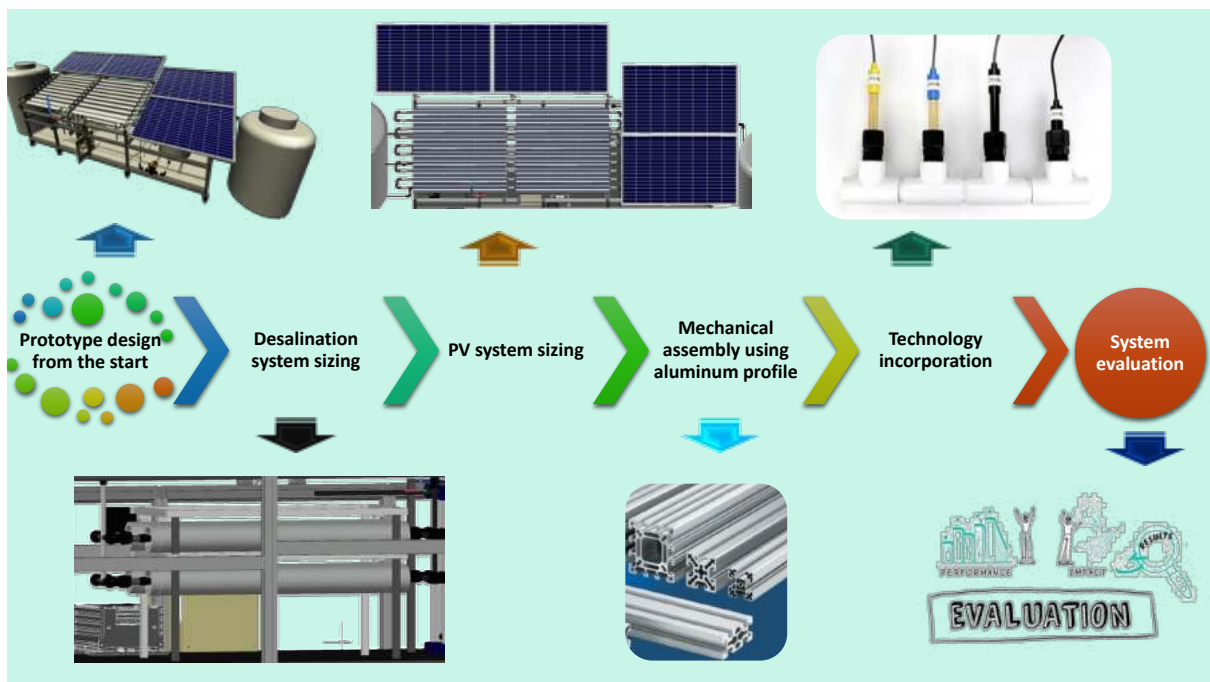 Prototype design
from the start
Desalination
system sizing
PV system sizing
Mechanical
assembly using
aluminum profile
Technology
incorporation
System
evaluation
PERFORMANCE
IMPACT
RESULTS
EVALUATION